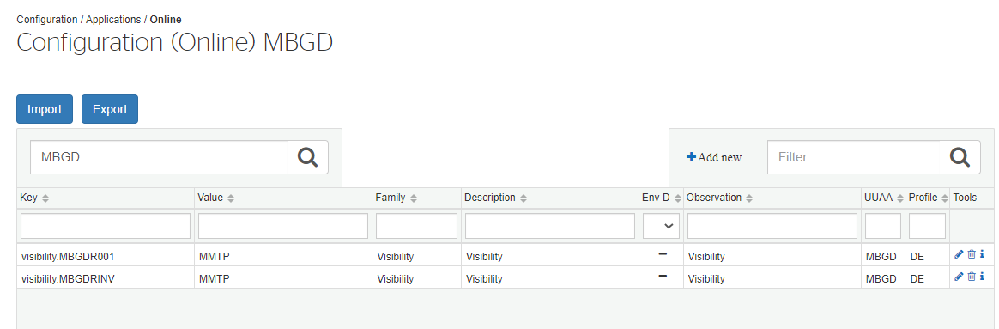 Configuration / Applications / Online
Configuration (Online) MBGD
Import Export
MBGD Add new Filter
Key Value Family Description Env D Observation UUAA Profile Tools
visibility.MBGDR001 MMTP Visibility Visibility Visibility MBGD DE
visibility.MBGDRINV MMTP Visibility Visibility Visibility MBGD DE